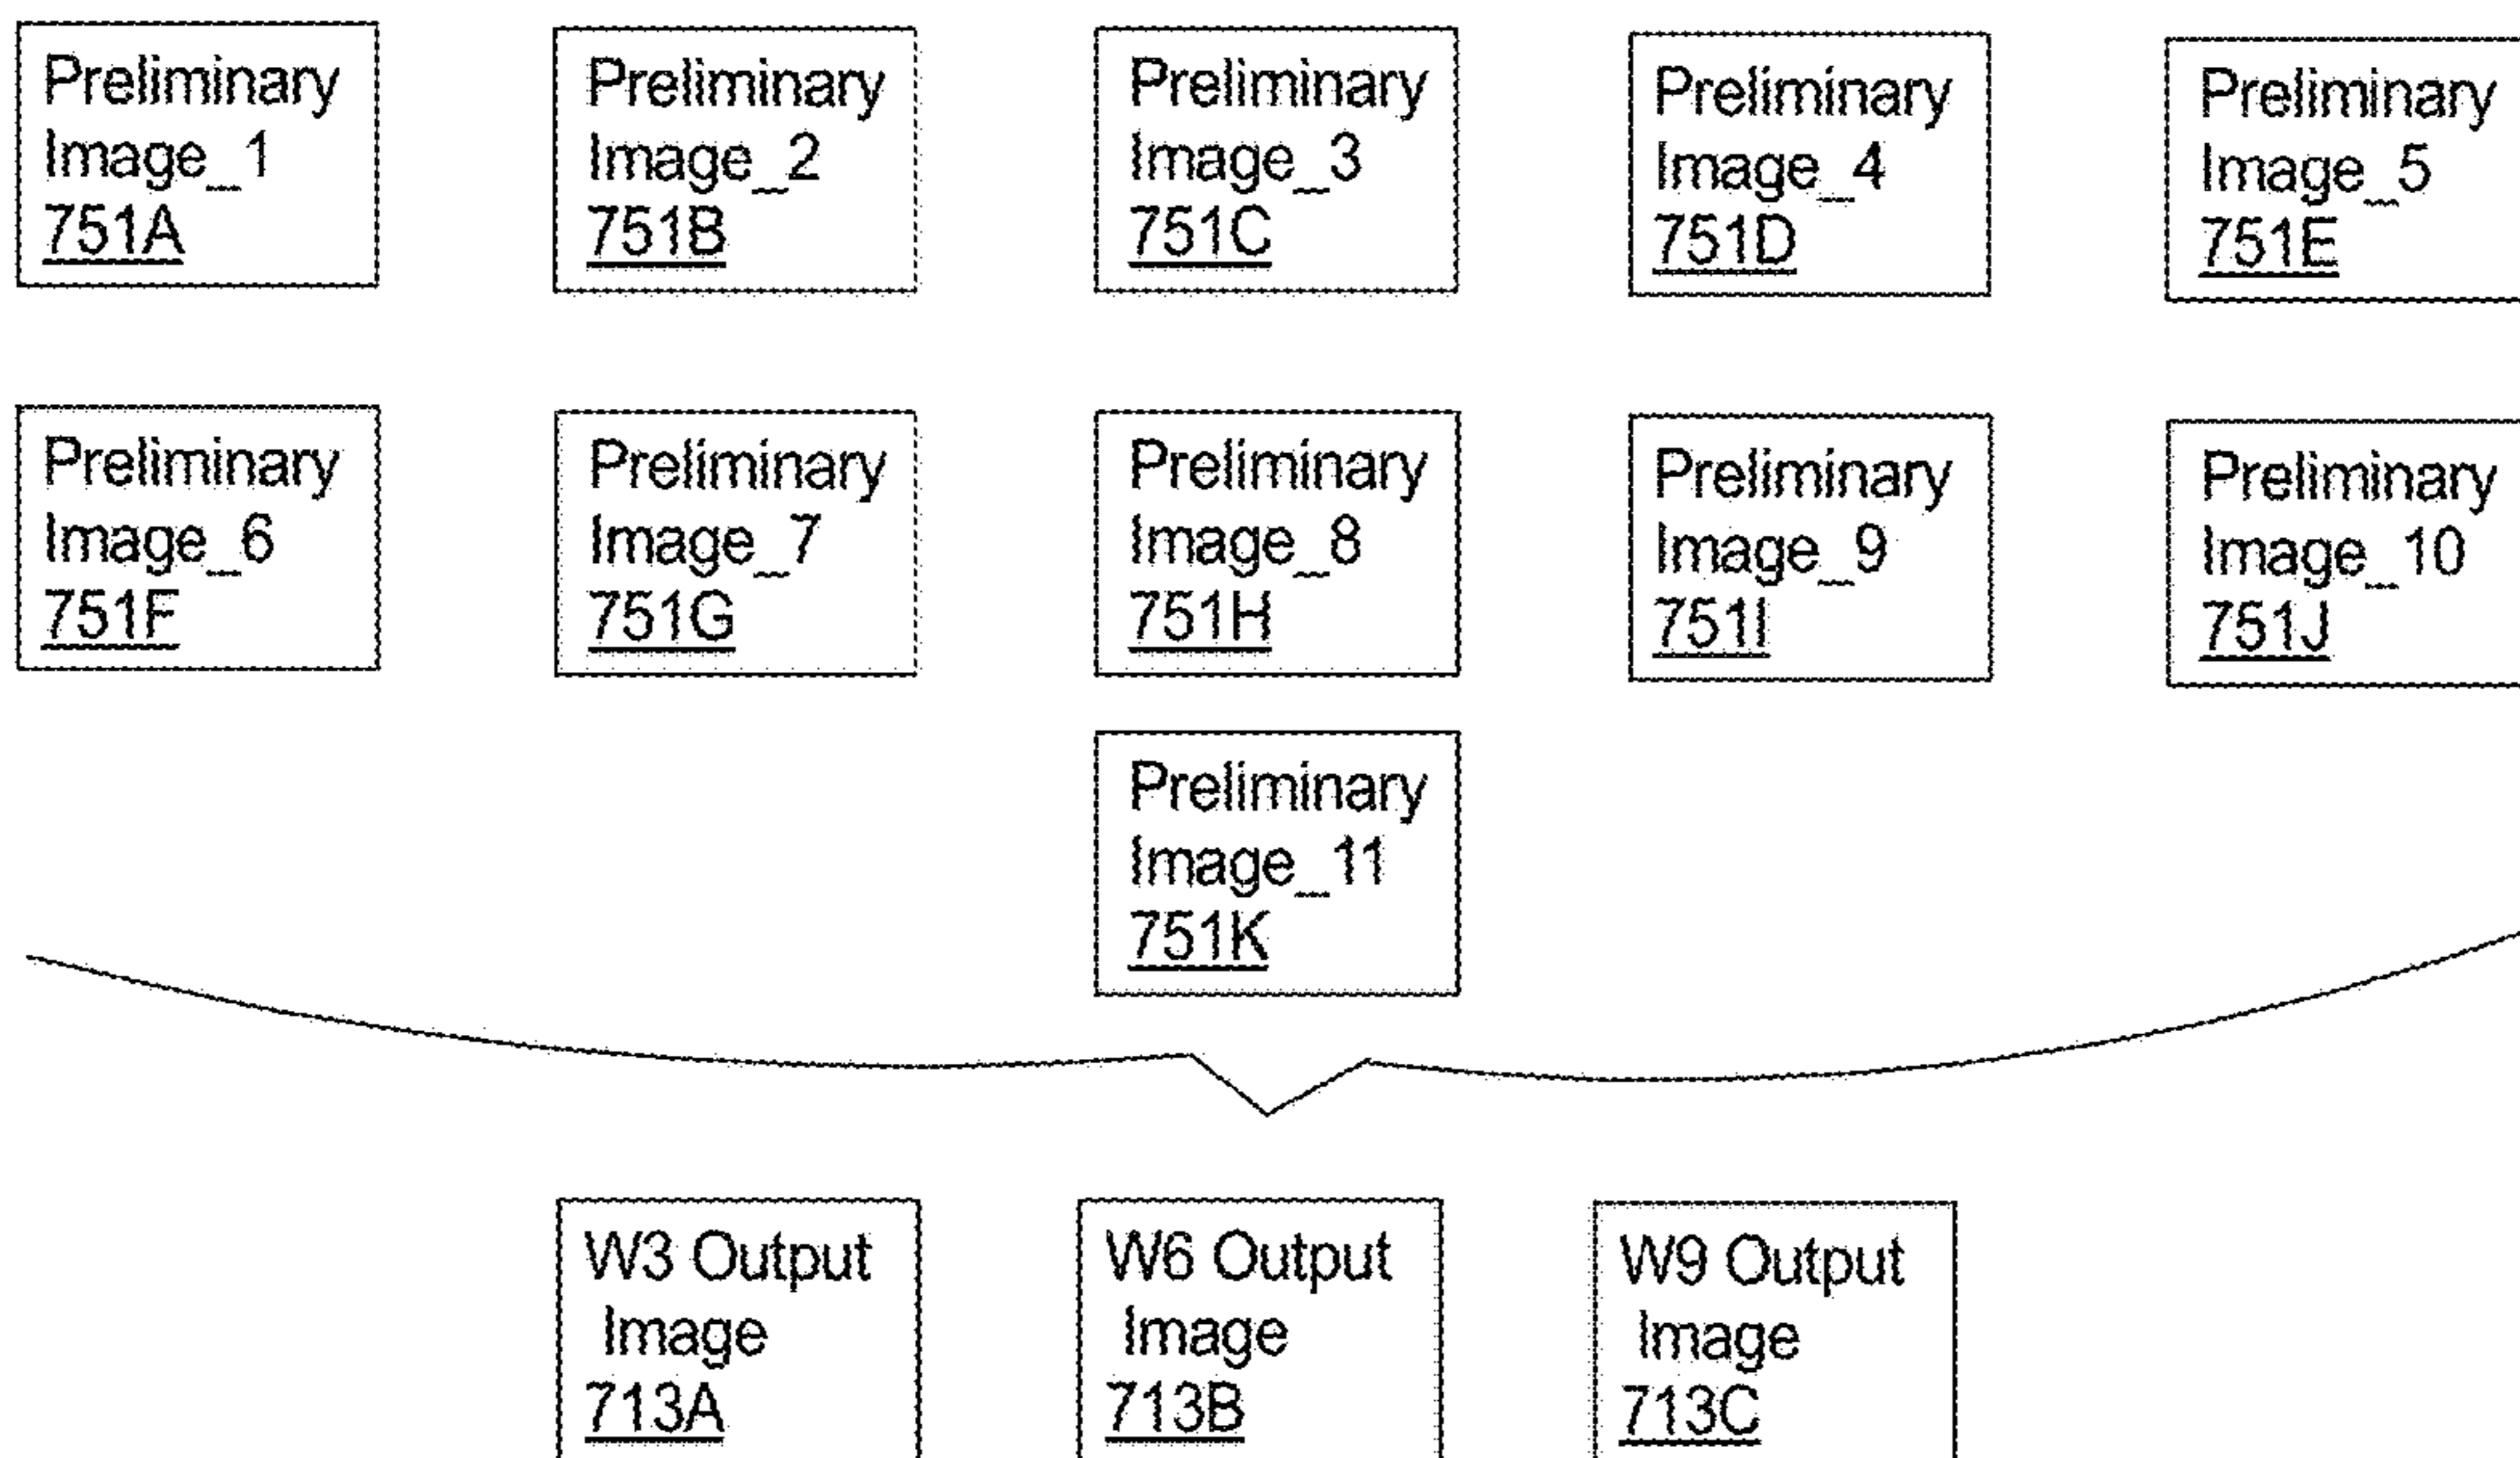 Preliminary
Image_1
751A
Preliminary
Image_2
751B
Preliminary
Image_3
751C
Preliminary
Image_4
751D
Preliminary
Image_5
751E
Preliminary
Image_6
751F
Preliminary
Image_7
751G
Preliminary
Image_8
751H
Preliminary
Image_9
751I
Preliminary
Image_10
751J
Preliminary
Image_11
751K
W3 Output
Image
713A
W6 Output
Image
713B
W9 Output
Image
713C